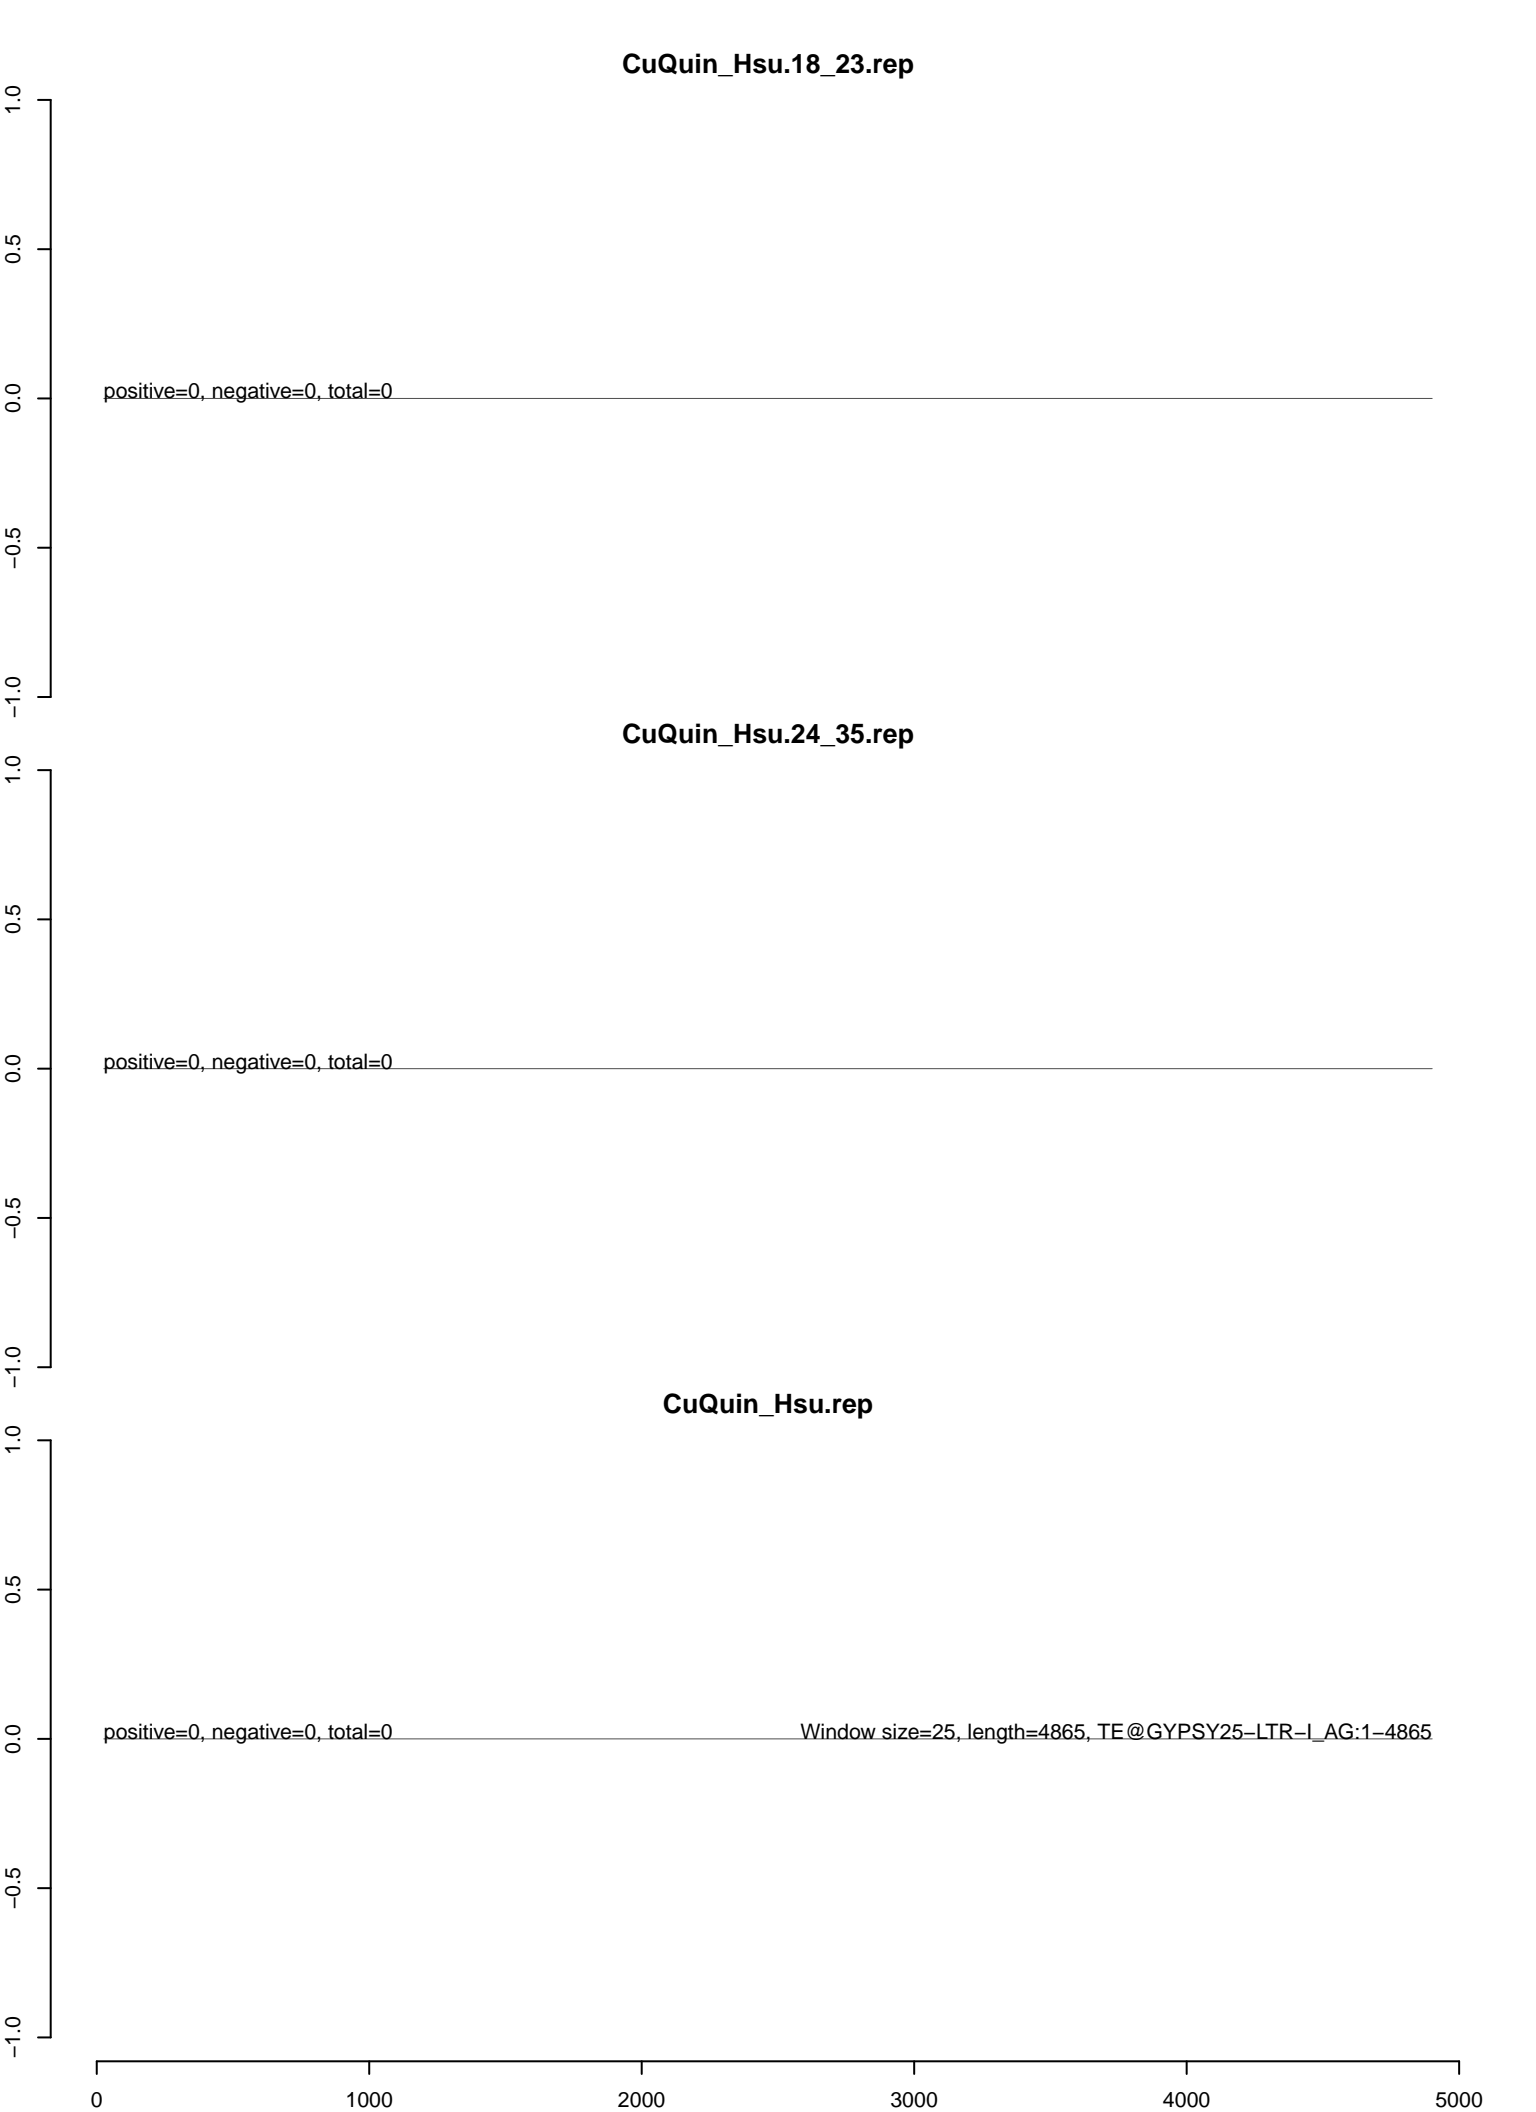 CuQuin_Hsu.18_23.rep
1.0
0.5
0.0
−0.5
−1.0
positive=0, negative=0, total=0
CuQuin_Hsu.24_35.rep
1.0
0.5
0.0
−0.5
−1.0
positive=0, negative=0, total=0
CuQuin_Hsu.rep
1.0
0.5
0.0
−0.5
−1.0
positive=0, negative=0, total=0
Window size=25, length=4865, TE@GYPSY25−LTR−I_AG:1−4865
0 1000 2000 3000 4000 5000